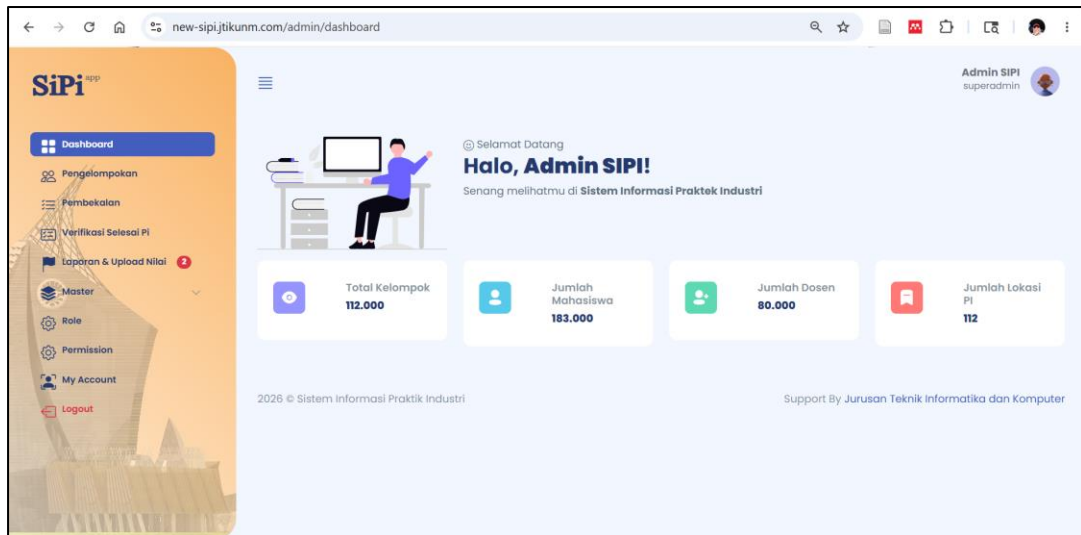 new-sipi.jtikunm.com/admin/dashboard
SiPi app
Admin SIPI
superadmin
Dashboard
Pengelompokan
Pembekalan
Verifikasi Selesai Pi
Laporan & Upload Nilai 2
Master
Role
Permission
My Account
Logout
Selamat Datang
Halo, Admin SIPI!
Senang melihatmu di Sistem Informasi Praktek Industri
Total Kelompok
112.000
Jumlah
Mahasiswa
183.000
Jumlah Dosen
80.000
Jumlah Lokasi
PI
112
2026 © Sistem Informasi Praktik Industri
Support By Jurusan Teknik Informatika dan Komputer